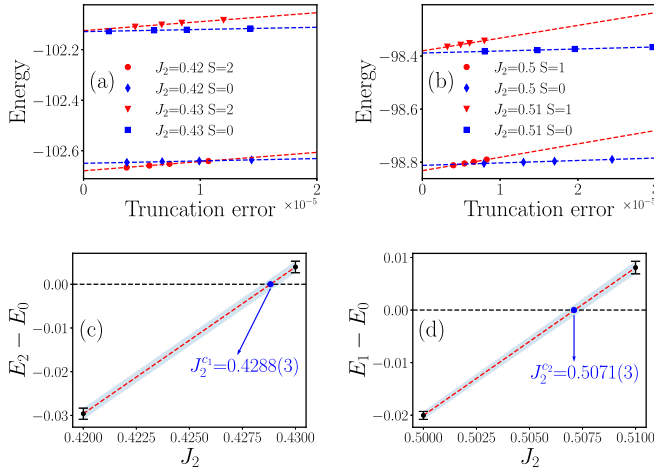 Energy
−102.2
−102.4
−102.6
(a)
J₂=0.42 S=2
J₂=0.42 S=0
J₂=0.43 S=2
J₂=0.43 S=0
0 1 2
Truncation error ×10⁻⁵
Energy
−98.4
−98.6
−98.8
(b)
J₂=0.5 S=1
J₂=0.5 S=0
J₂=0.51 S=1
J₂=0.51 S=0
0 1 2 3
Truncation error ×10⁻⁵
E₂ − E₀
0.00
−0.01
−0.02
−0.03
(c)
J₂ᶜ¹=0.4288(3)
0.4200 0.4225 0.4250 0.4275 0.4300
J₂
E₁ − E₀
0.01
0.00
−0.01
−0.02
(d)
J₂ᶜ²=0.5071(3)
0.5000 0.5025 0.5050 0.5075 0.5100
J₂